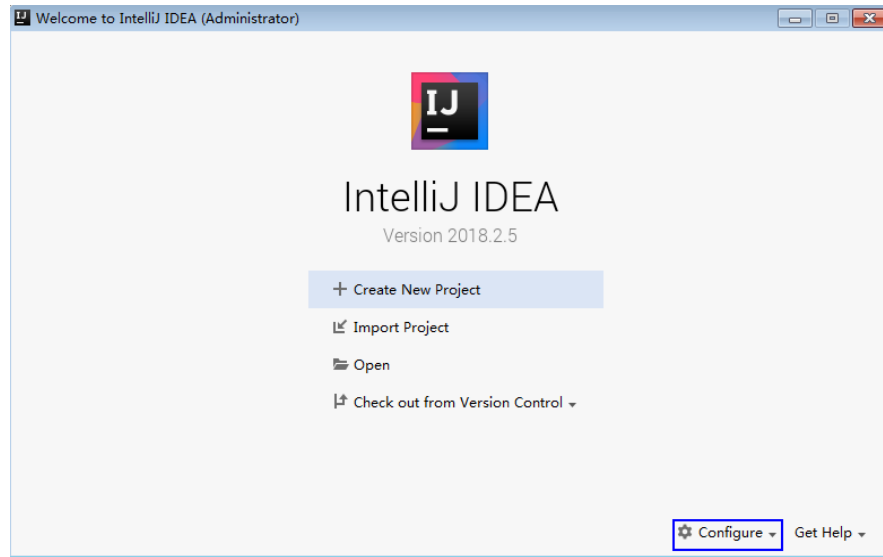 Welcome to IntelliJ IDEA (Administrator)
IJ
IntelliJ IDEA
Version 2018.2.5
Create New Project
Import Project
Open
Check out from Version Control
Configure Get Help